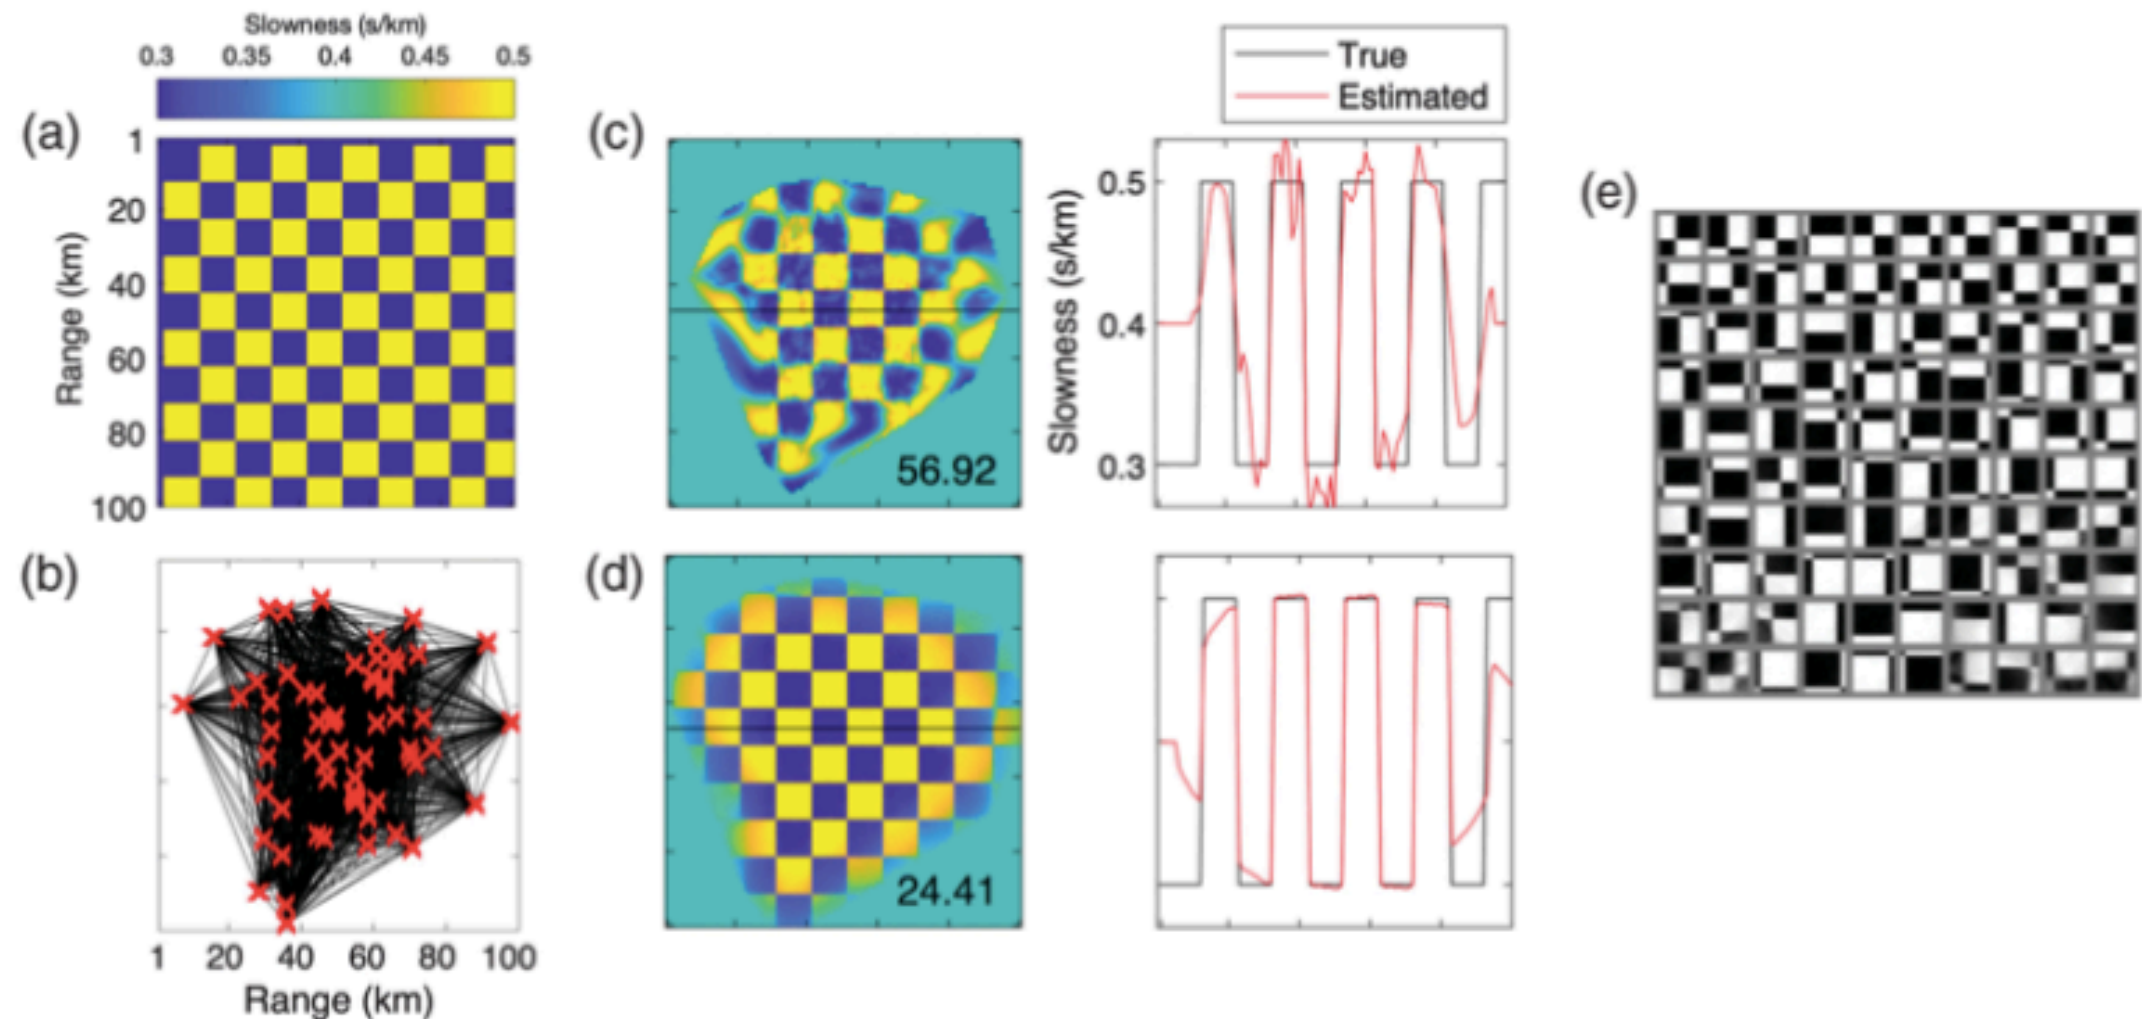 Slowness (s/km)
0.3 0.35 0.4 0.45 0.5
(a)
1
20
40
60
80
100
Range (km)
(b)
1 20 40 60 80 100
Range (km)
(c)
56.92
True
Estimated
Slowness (s/km)
0.5
0.4
0.3
(d)
24.41
(e)